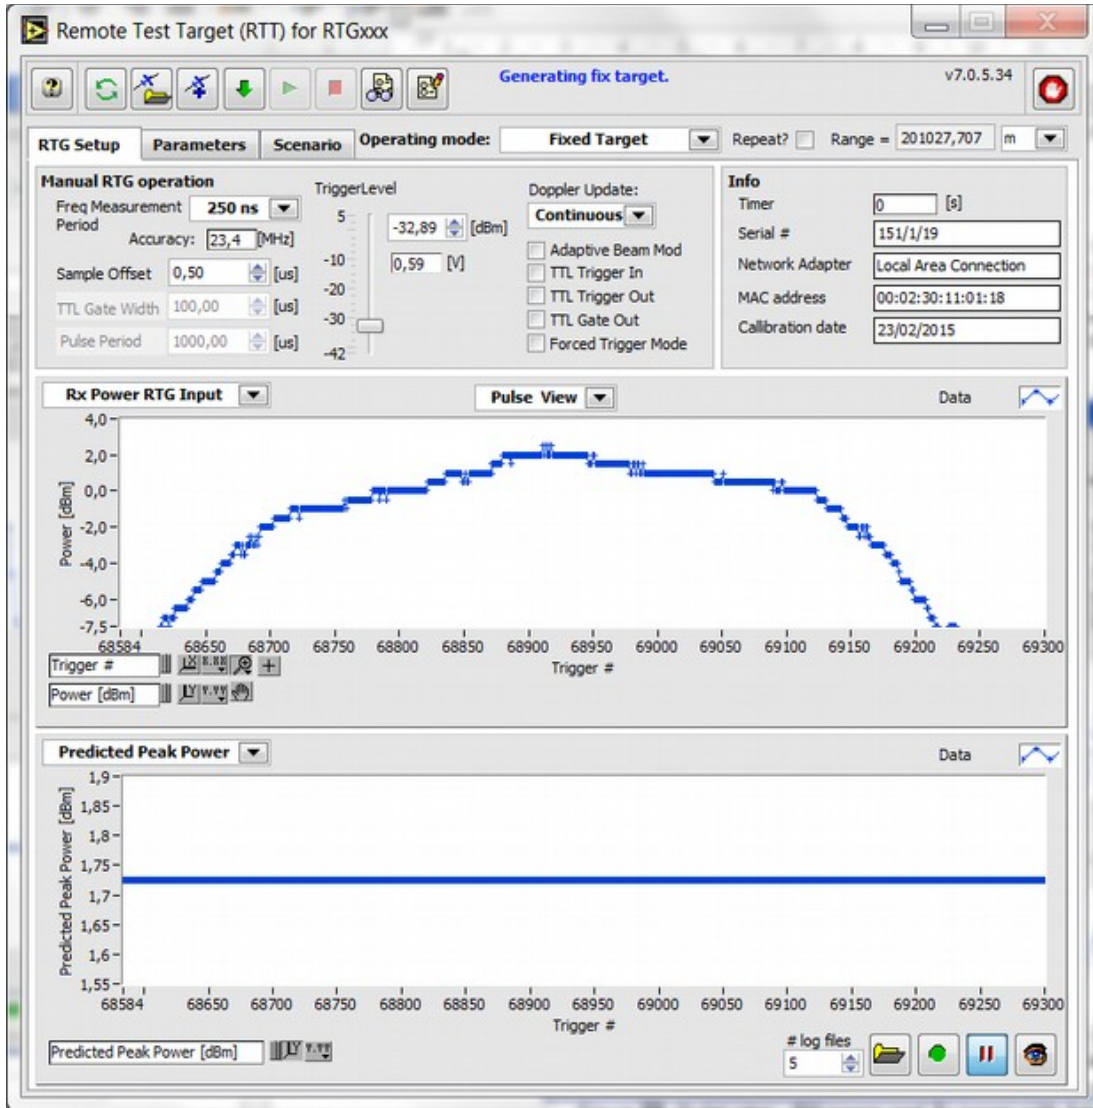 Remote Test Target (RTT) for RTGxxx
Generating fix target.
v7.0.5.34
RTG Setup
Parameters
Scenario
Operating mode:
Fixed Target
Repeat?
Range = 201027,707 m
Manual RTG operation
Freq Measurement Period
250 ns
Accuracy: 23,4 [MHz]
Sample Offset 0,50 [us]
TTL Gate Width 100,00 [us]
Pulse Period 1000,00 [us]
TriggerLevel
5
-10
-20
-30
-42
-32,89 [dBm]
0,59 [V]
Doppler Update:
Continuous
Adaptive Beam Mod
TTL Trigger In
TTL Trigger Out
TTL Gate Out
Forced Trigger Mode
Info
Timer 0 [s]
Serial # 151/1/19
Network Adapter Local Area Connection
MAC address 00:02:30:11:01:18
Callibration date 23/02/2015
Rx Power RTG Input
Pulse View
Data
Power [dBm]
4,0
2,0
0,0
-2,0
-4,0
-6,0
-7,5
68584 68650 68700 68750 68800 68850 68900 68950 69000 69050 69100 69150 69200 69250 69300
Trigger #
Trigger #
Power [dBm]
Predicted Peak Power
Data
Predicted Peak Power [dBm]
1,9
1,85
1,8
1,75
1,7
1,65
1,6
1,55
68584 68650 68700 68750 68800 68850 68900 68950 69000 69050 69100 69150 69200 69250 69300
Trigger #
Predicted Peak Power [dBm]
# log files
5